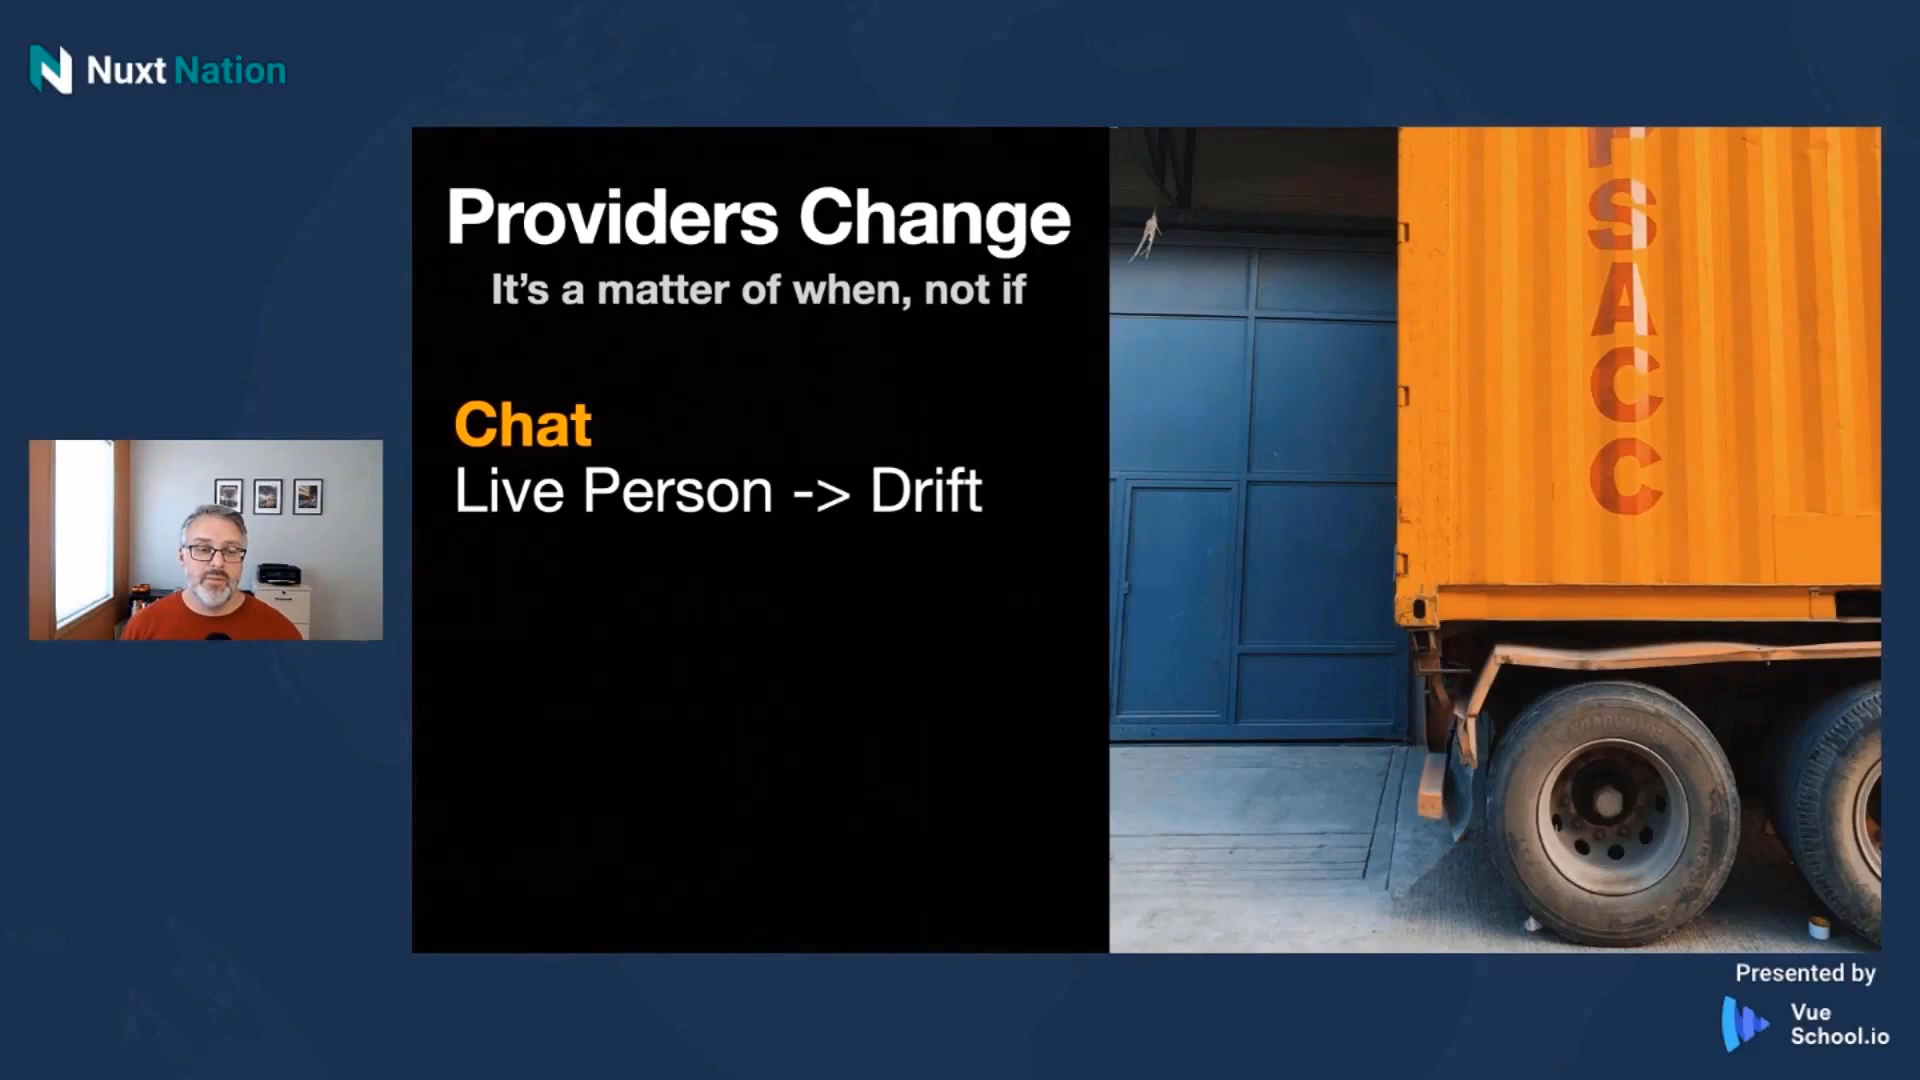 Nuxt Nation
Providers Change
It's a matter of when, not if
Chat
Live Person -> Drift
P
S
A
C
C
Presented by
Vue
School.io